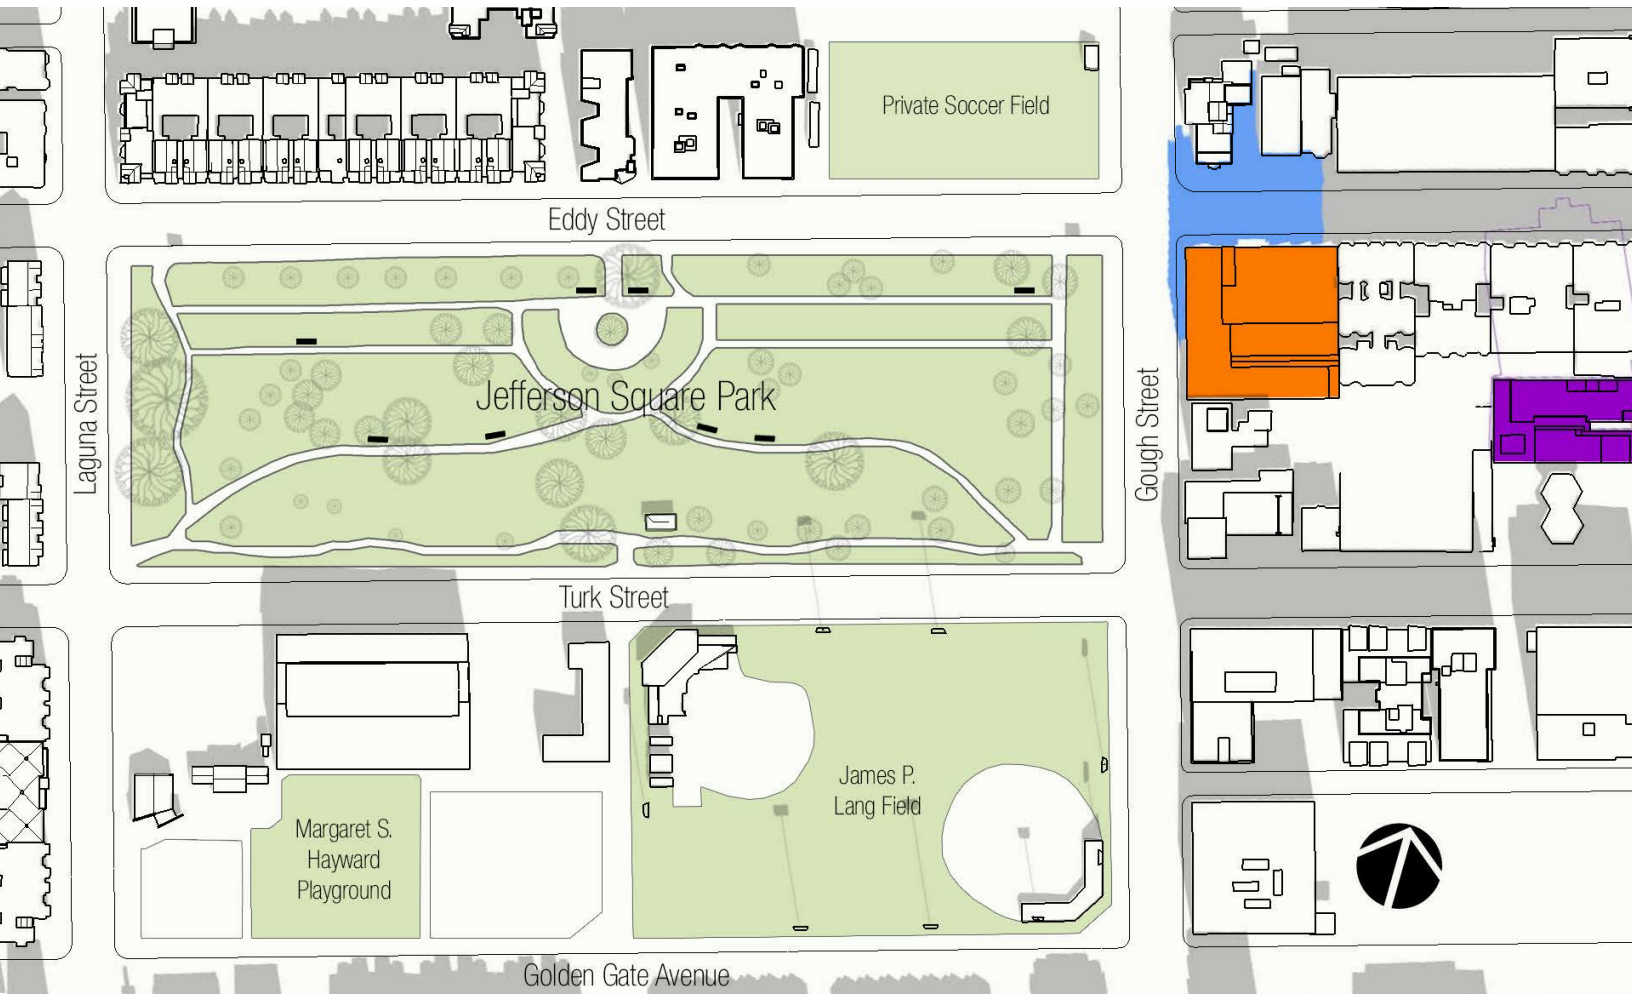 Private Soccer Field
Eddy Street
Laguna Street
Jefferson Square Park
Gough Street
Turk Street
James P.
Lang Field
Margaret S.
Hayward
Playground
Golden Gate Avenue